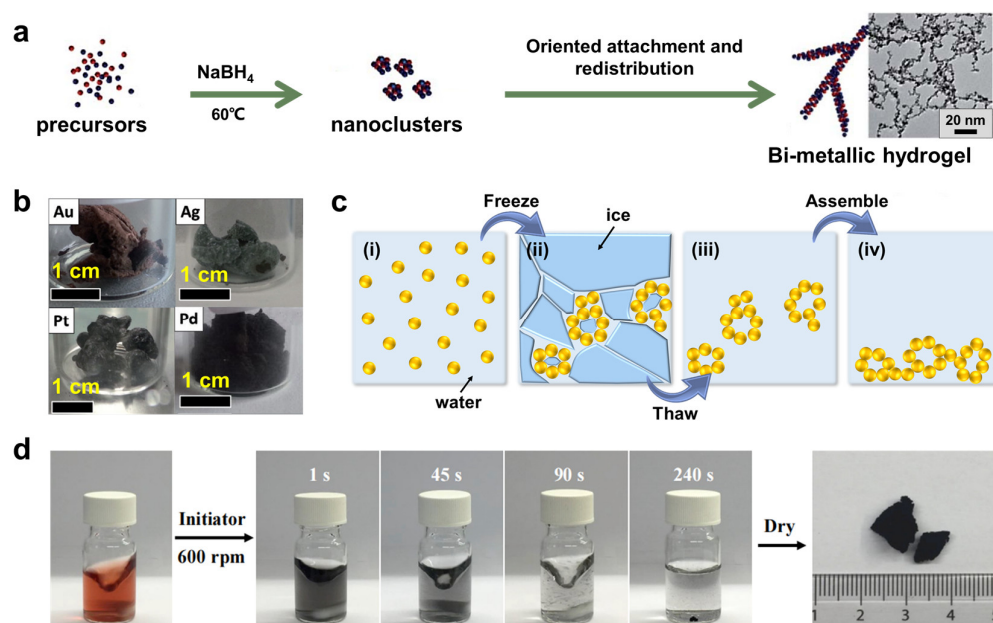 a
precursors
NaBH4
60℃
nanoclusters
Oriented attachment and
redistribution
20 nm
Bi-metallic hydrogel
b
Au
1 cm
Ag
1 cm
Pt
1 cm
Pd
1 cm
c
Freeze
ice
Assemble
(i)
(ii)
(iii)
(iv)
water
Thaw
d
Initiator
600 rpm
1 s
45 s
90 s
240 s
Dry
1 2 3 4